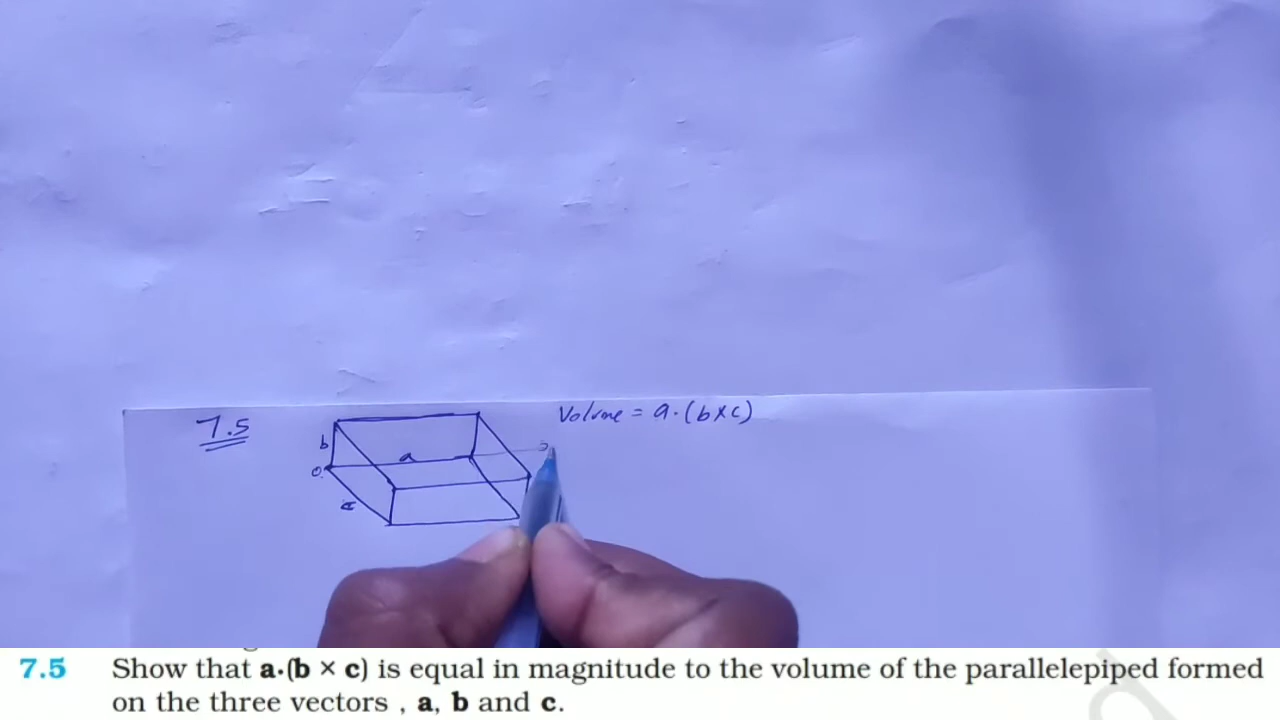 7.5
Volume = a.(b×c)
b
a
O
7.5 Show that a·(b × c) is equal in magnitude to the volume of the parallelepiped formed
on the three vectors , a, b and c.